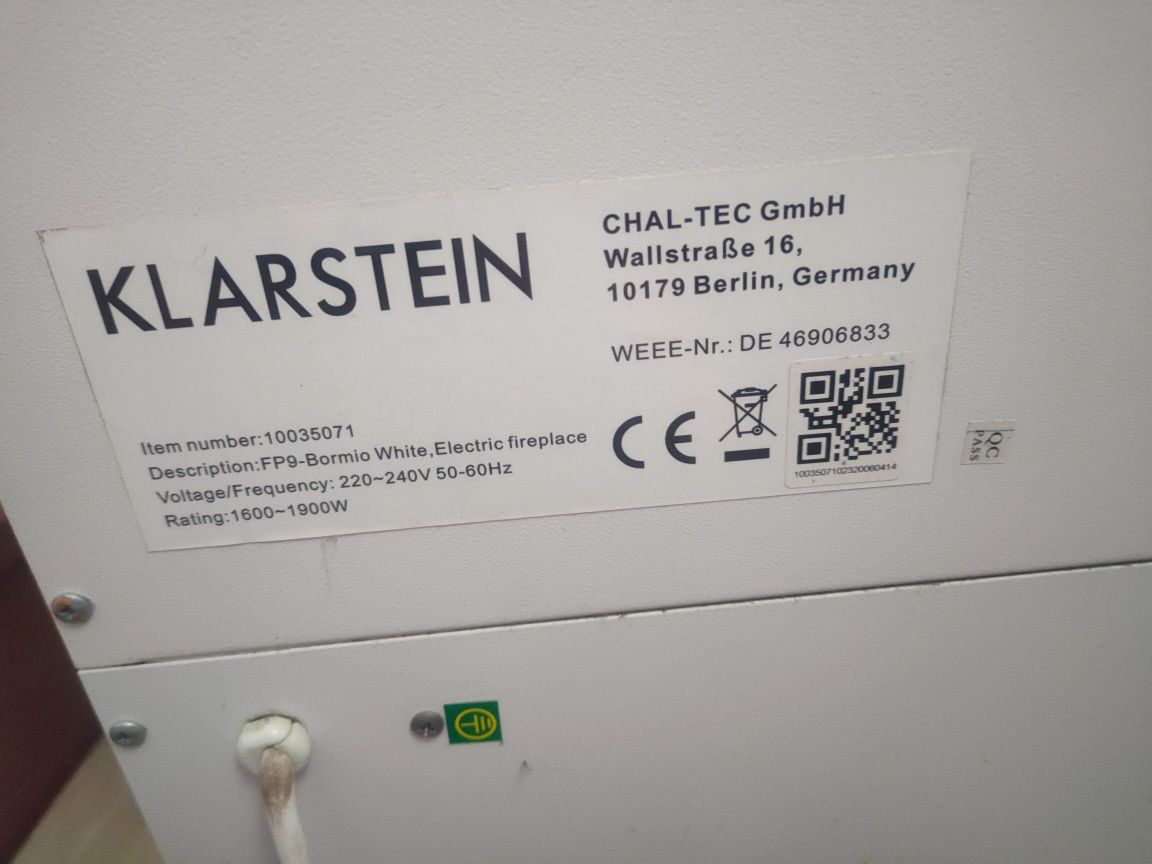 KLARSTEIN
CHAL-TEC GmbH
Wallstraße 16,
10179 Berlin, Germany
WEEE-Nr.: DE 46906833
Item number:10035071
Description:FP9-Bormio White,Electric fireplace
Voltage/Frequency: 220~240V 50-60Hz
Rating:1600~1900W
CE
1003507102320060414
QC
PASS